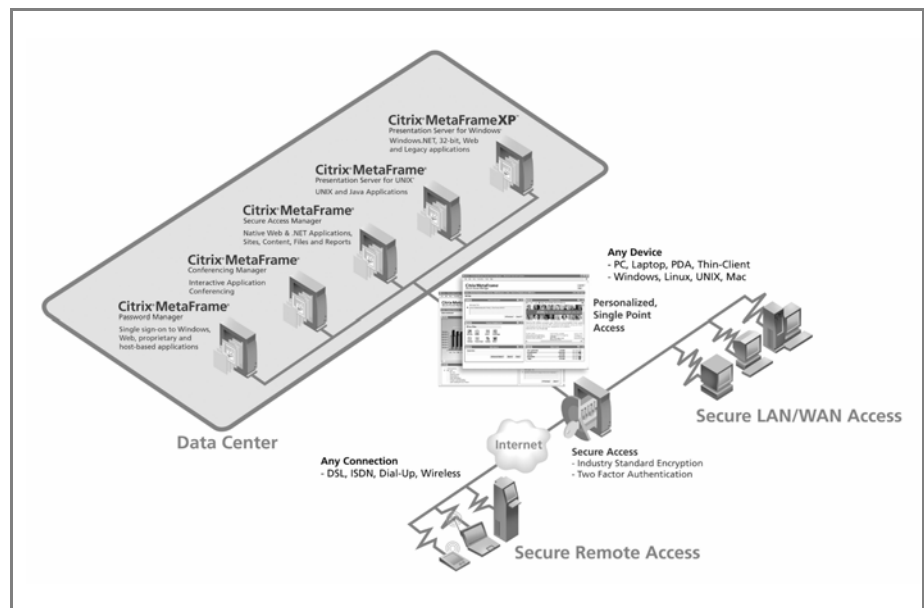 Citrix® MetaFrame XP™
Presentation Server for Windows®
Windows.NET, 32-bit, Web
and Legacy applications
Citrix® MetaFrame®
Presentation Server for UNIX®
UNIX and Java Applications
Citrix® MetaFrame®
Secure Access Manager
Native Web & .NET Applications,
Sites, Content, Files and Reports
Citrix® MetaFrame®
Conferencing Manager
Interactive Application
Conferencing
Citrix® MetaFrame®
Password Manager
Single sign-on to Windows,
Web, proprietary and
host-based applications
Data Center
Any Device
- PC, Laptop, PDA, Thin-Client
- Windows, Linux, UNIX, Mac
Citrix MetaFrame
Personalized,
Single Point
Access
Secure LAN/WAN Access
Internet
Secure Access
- Industry Standard Encryption
- Two Factor Authentication
Any Connection
- DSL, ISDN, Dial-Up, Wireless
Secure Remote Access